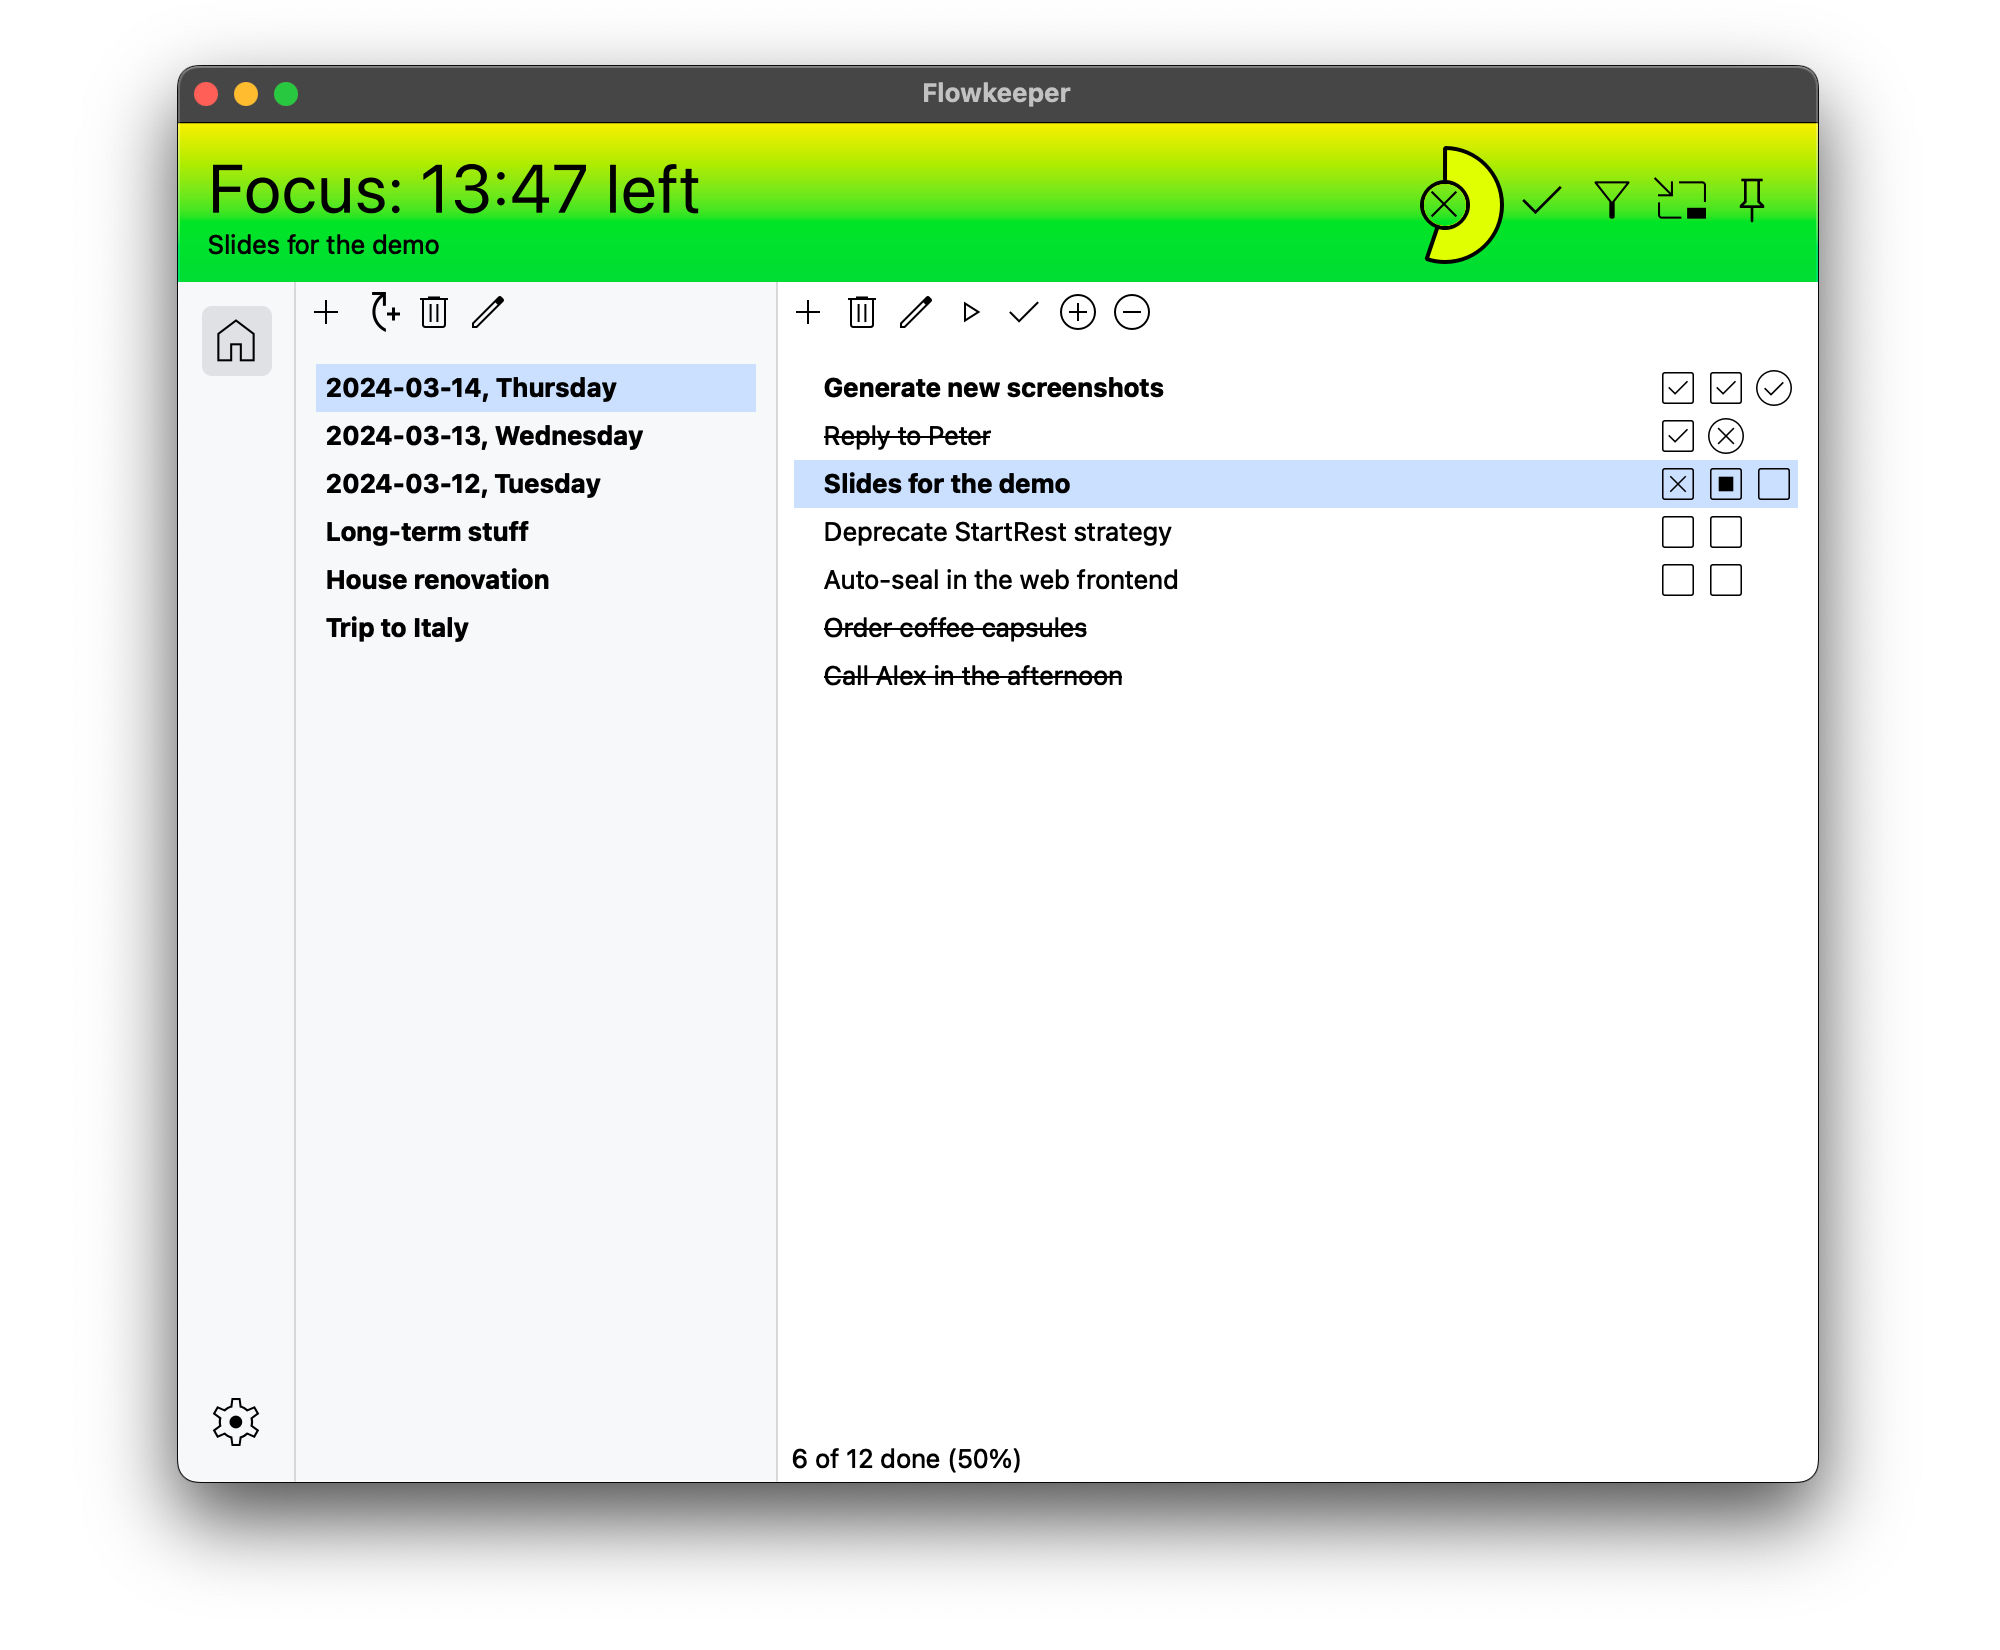 Flowkeeper
Focus: 13:47 left
Slides for the demo
2024-03-14, Thursday
2024-03-13, Wednesday
2024-03-12, Tuesday
Long-term stuff
House renovation
Trip to Italy
Generate new screenshots
Reply to Peter
Slides for the demo
Deprecate StartRest strategy
Auto-seal in the web frontend
Order coffee capsules
Call Alex in the afternoon
6 of 12 done (50%)